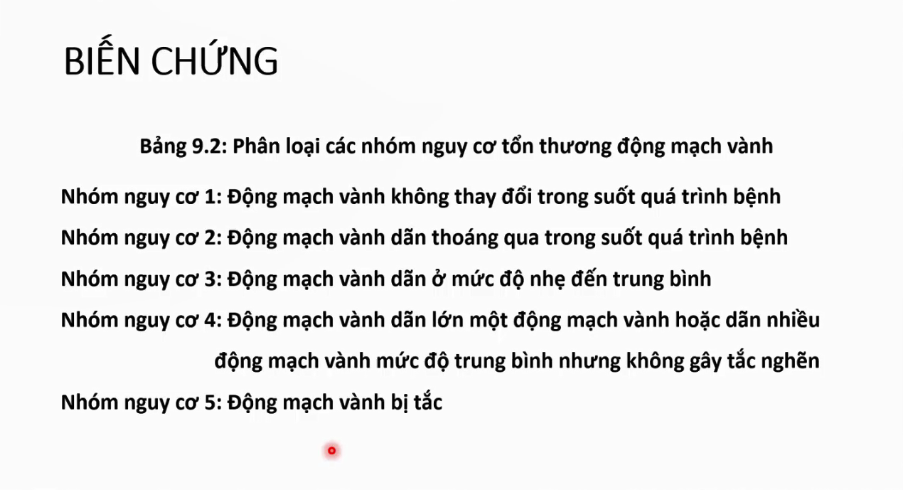 BIẾN CHỨNG
Bảng 9.2: Phân loại các nhóm nguy cơ tổn thương động mạch vành
Nhóm nguy cơ 1: Động mạch vành không thay đổi trong suốt quá trình bệnh
Nhóm nguy cơ 2: Động mạch vành dãn thoáng qua trong suốt quá trình bệnh
Nhóm nguy cơ 3: Động mạch vành dãn ở mức độ nhẹ đến trung bình
Nhóm nguy cơ 4: Động mạch vành dãn lớn một động mạch vành hoặc dãn nhiều
động mạch vành mức độ trung bình nhưng không gây tắc nghẽn
Nhóm nguy cơ 5: Động mạch vành bị tắc